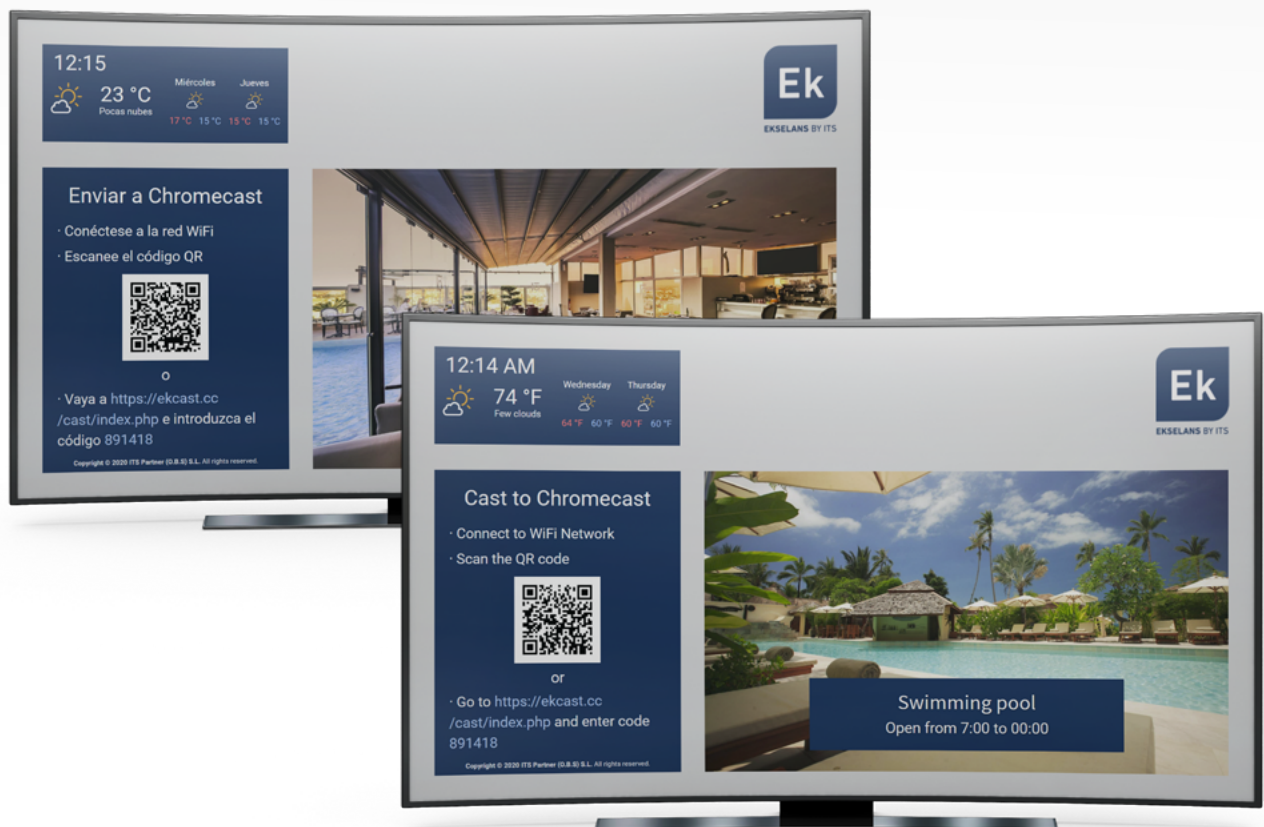 12:15
23 °C
Pocas nubes
Miércoles
Jueves
17 °C 15 °C 15 °C 15 °C
Ek
EKSELANS BY ITS
Enviar a Chromecast
· Conéctese a la red WiFi
· Escanee el código QR
o
· Vaya a https://ekcast.cc
/cast/index.php e introduzca el
código 891418
Copyright © 2020 ITS Partner (O.B.S) S.L. All rights reserved.
12:14 AM
74 °F
Few clouds
Wednesday
Thursday
64 °F 60 °F 60 °F 60 °F
Ek
EKSELANS BY ITS
Cast to Chromecast
· Connect to WiFi Network
· Scan the QR code
or
· Go to https://ekcast.cc
/cast/index.php and enter code
891418
Copyright © 2020 ITS Partner (O.B.S) S.L. All rights reserved.
Swimming pool
Open from 7:00 to 00:00